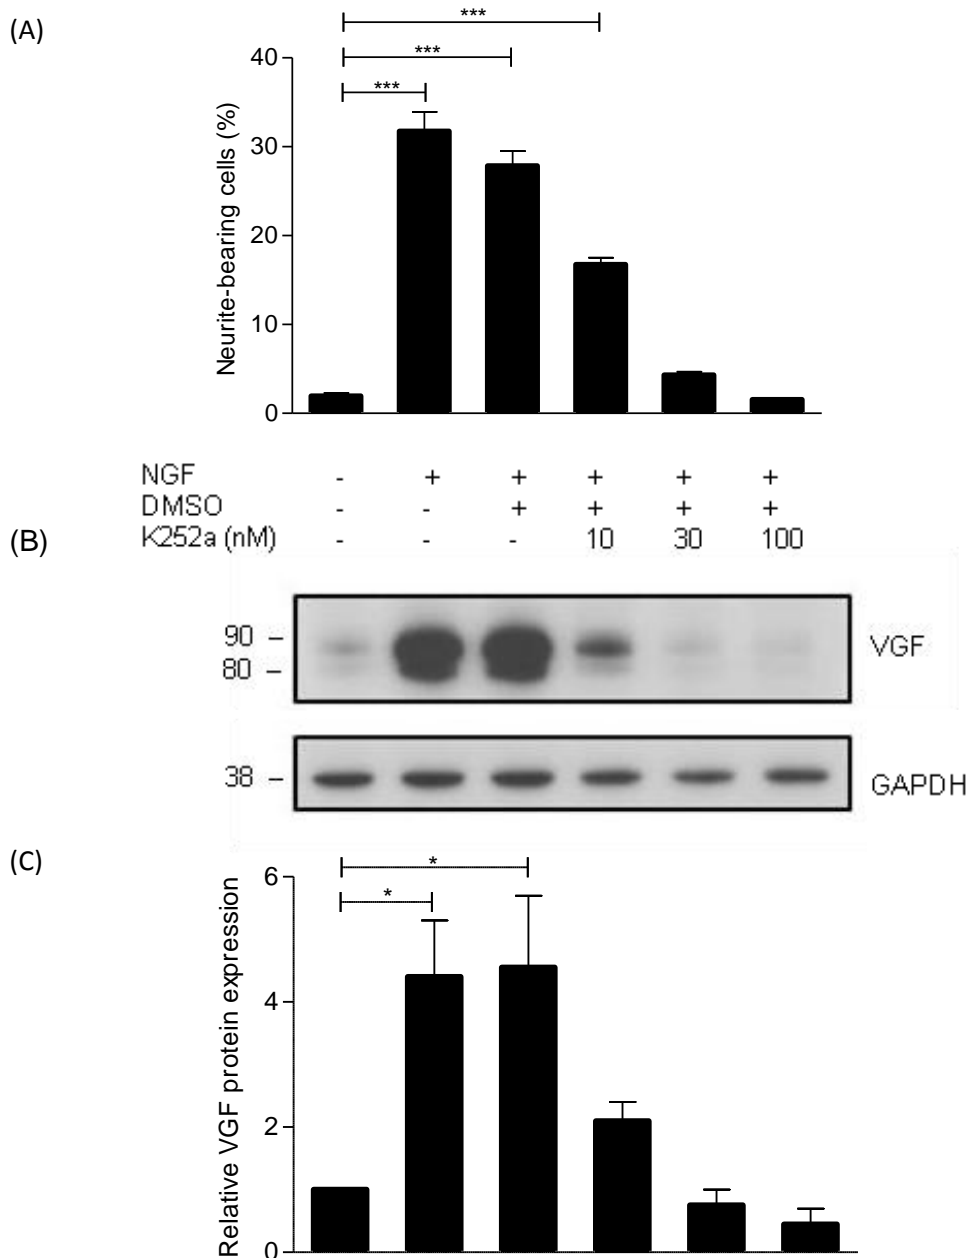 (A)
***
***
***
40
30
20
10
0
Neurite-bearing cells (%)
NGF - + + + + +
DMSO - - + + + +
K252a (nM) - - - 10 30 100
(B)
90 –
80 –
VGF
38 –
GAPDH
(C)
*
*
6
4
2
0
Relative VGF protein expression